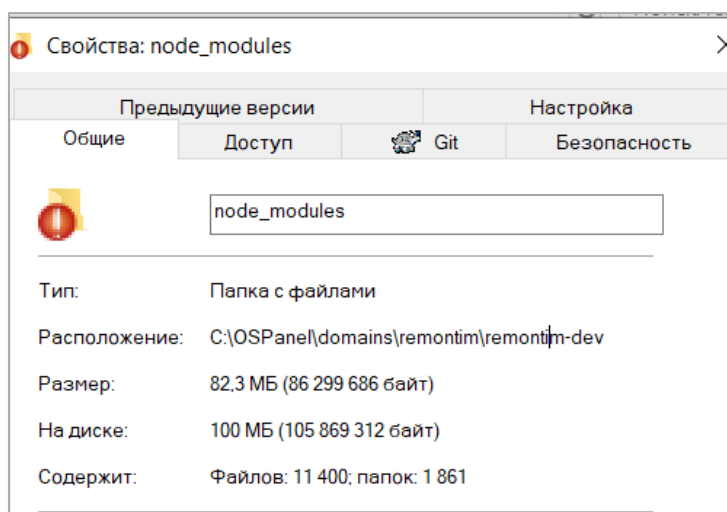 Свойства: node_modules
Предыдущие версии Настройка
Общие Доступ Git Безопасность
node_modules
Тип: Папка с файлами
Расположение: C:\OSPanel\domains\remontim\remontim-dev
Размер: 82,3 МБ (86 299 686 байт)
На диске: 100 МБ (105 869 312 байт)
Содержит: Файлов: 11 400; папок: 1 861